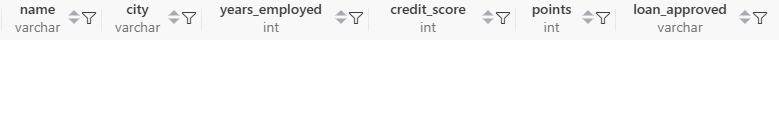 name city years_employed credit_score points loan_approved
varchar varchar int int int varchar